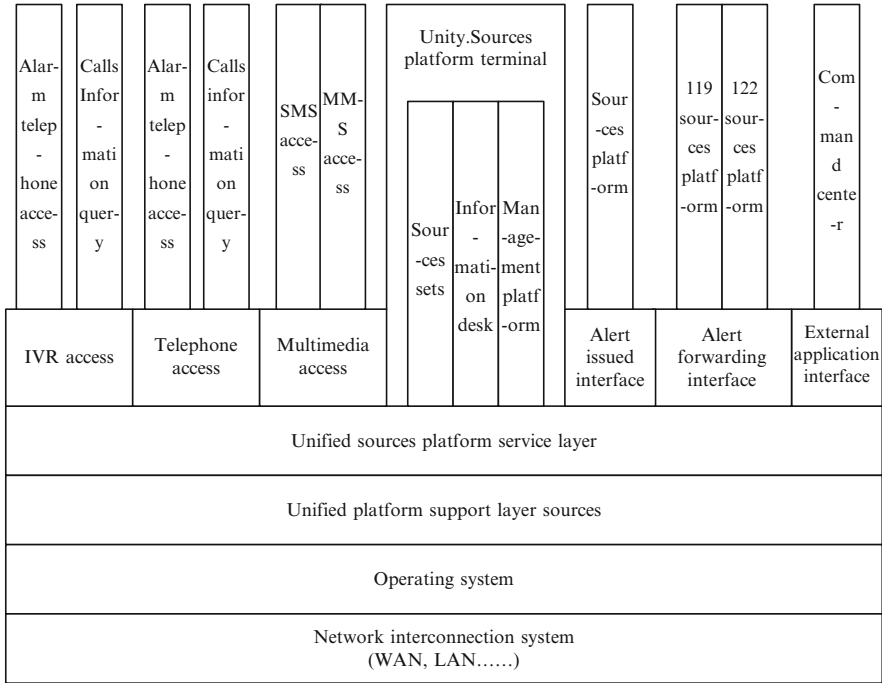 Alar-
m
telep
-
hone
acce-
ss
Calls
Infor
-
mati
on
quer-
y
Alar-
m
telep
-
hone
acce-
ss
Calls
infor
-
mati
on
quer-
y
SMS
acce-
ss
MM-
S
acce-
ss
Unity.Sources
platform terminal
Sour
-ces
sets
Infor
-
mati-
on
desk
Man
-age-
ment
platf
-orm
Sour
-ces
platf
-orm
119
sour-
ces
platf
-orm
122
sour-
ces
platf
-orm
Com
-
man
d
cente
-r
IVR access
Telephone
access
Multimedia
access
Alert
issued
interface
Alert
forwarding
interface
External
application
interface
Unified sources platform service layer
Unified platform support layer sources
Operating system
Network interconnection system
(WAN, LAN……)